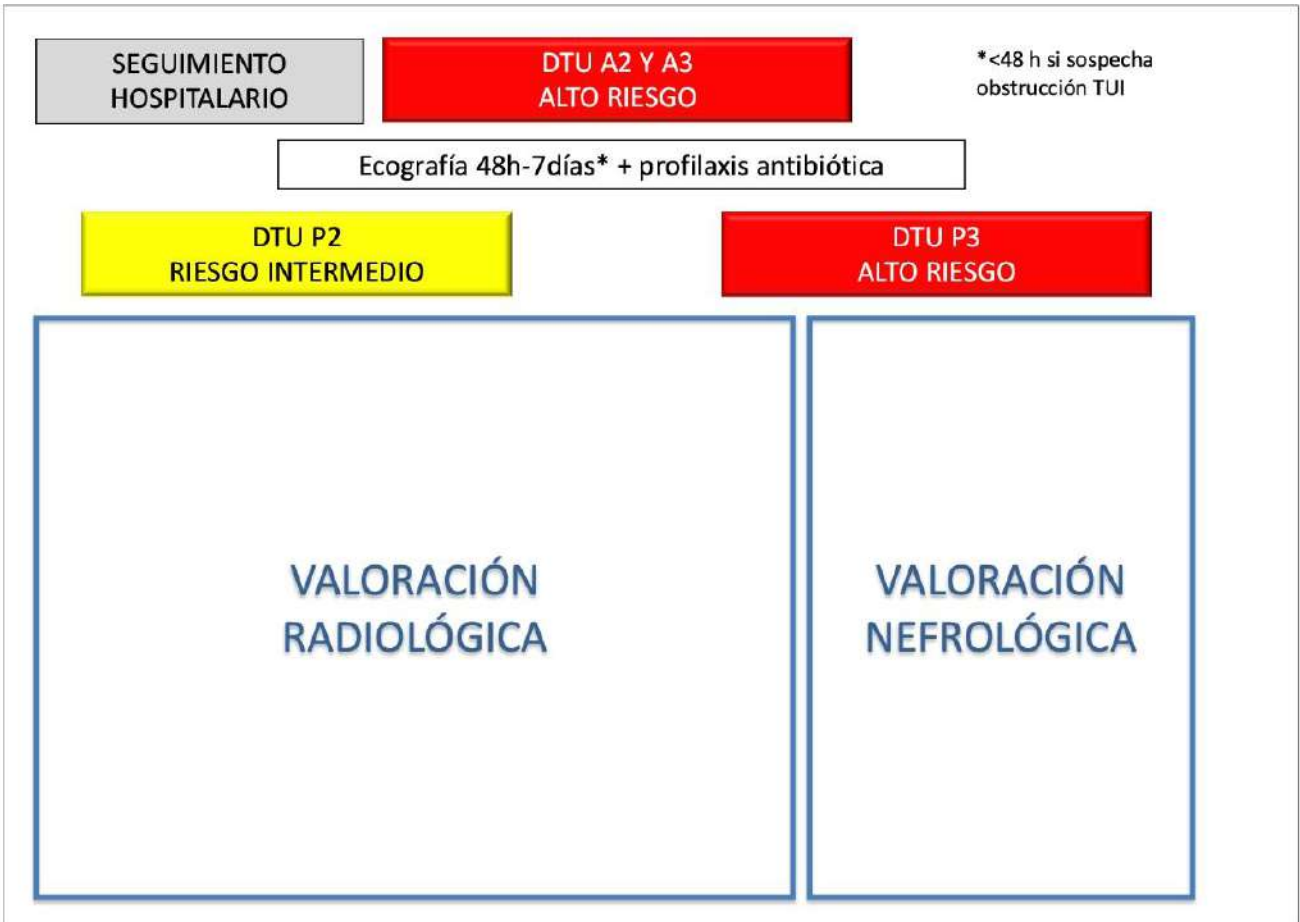 SEGUIMIENTO
HOSPITALARIO
DTU A2 Y A3
ALTO RIESGO
*<48 h si sospecha
obstrucción TUI
Ecografía 48h-7días* + profilaxis antibiótica
DTU P2
RIESGO INTERMEDIO
DTU P3
ALTO RIESGO
VALORACIÓN
RADIOLÓGICA
VALORACIÓN
NEFROLÓGICA